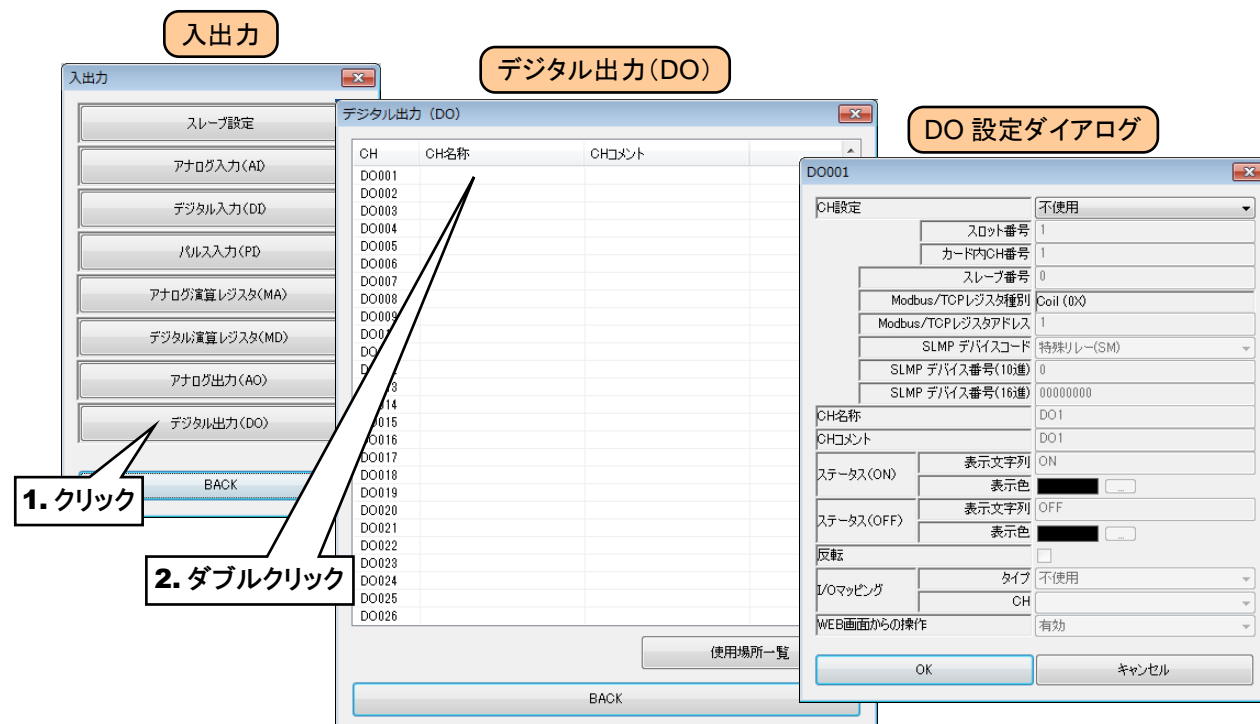 入出力
入出力
スレーブ設定
アナログ入力(AI)
デジタル入力(DI)
パルス入力(PI)
アナログ演算レジスタ(MA)
デジタル演算レジスタ(MD)
アナログ出力(AO)
デジタル出力(DO)
BACK
1. クリック
デジタル出力(DO)
デジタル出力 (DO)
CH CH名称 CHコメント
DO001
DO002
DO003
DO004
DO005
DO006
DO007
DO008
DO009
DO015
DO016
DO017
DO018
DO019
DO020
DO021
DO022
DO023
DO024
DO025
DO026
2. ダブルクリック
使用場所一覧
BACK
DO 設定ダイアログ
DO001
CH設定 不使用
スロット番号 1
カード内CH番号 1
スレーブ番号 0
Modbus/TCPレジスタ種別 Coil (0X)
Modbus/TCPレジスタアドレス 1
SLMP デバイスコード 特殊リレー(SM)
SLMP デバイス番号(10進) 0
SLMP デバイス番号(16進) 00000000
CH名称 DO1
CHコメント DO1
ステータス(ON) 表示文字列 ON
表示色 ...
ステータス(OFF) 表示文字列 OFF
表示色 ...
反転
I/Oマッピング タイプ 不使用
CH
WEB画面からの操作 有効
OK キャンセル